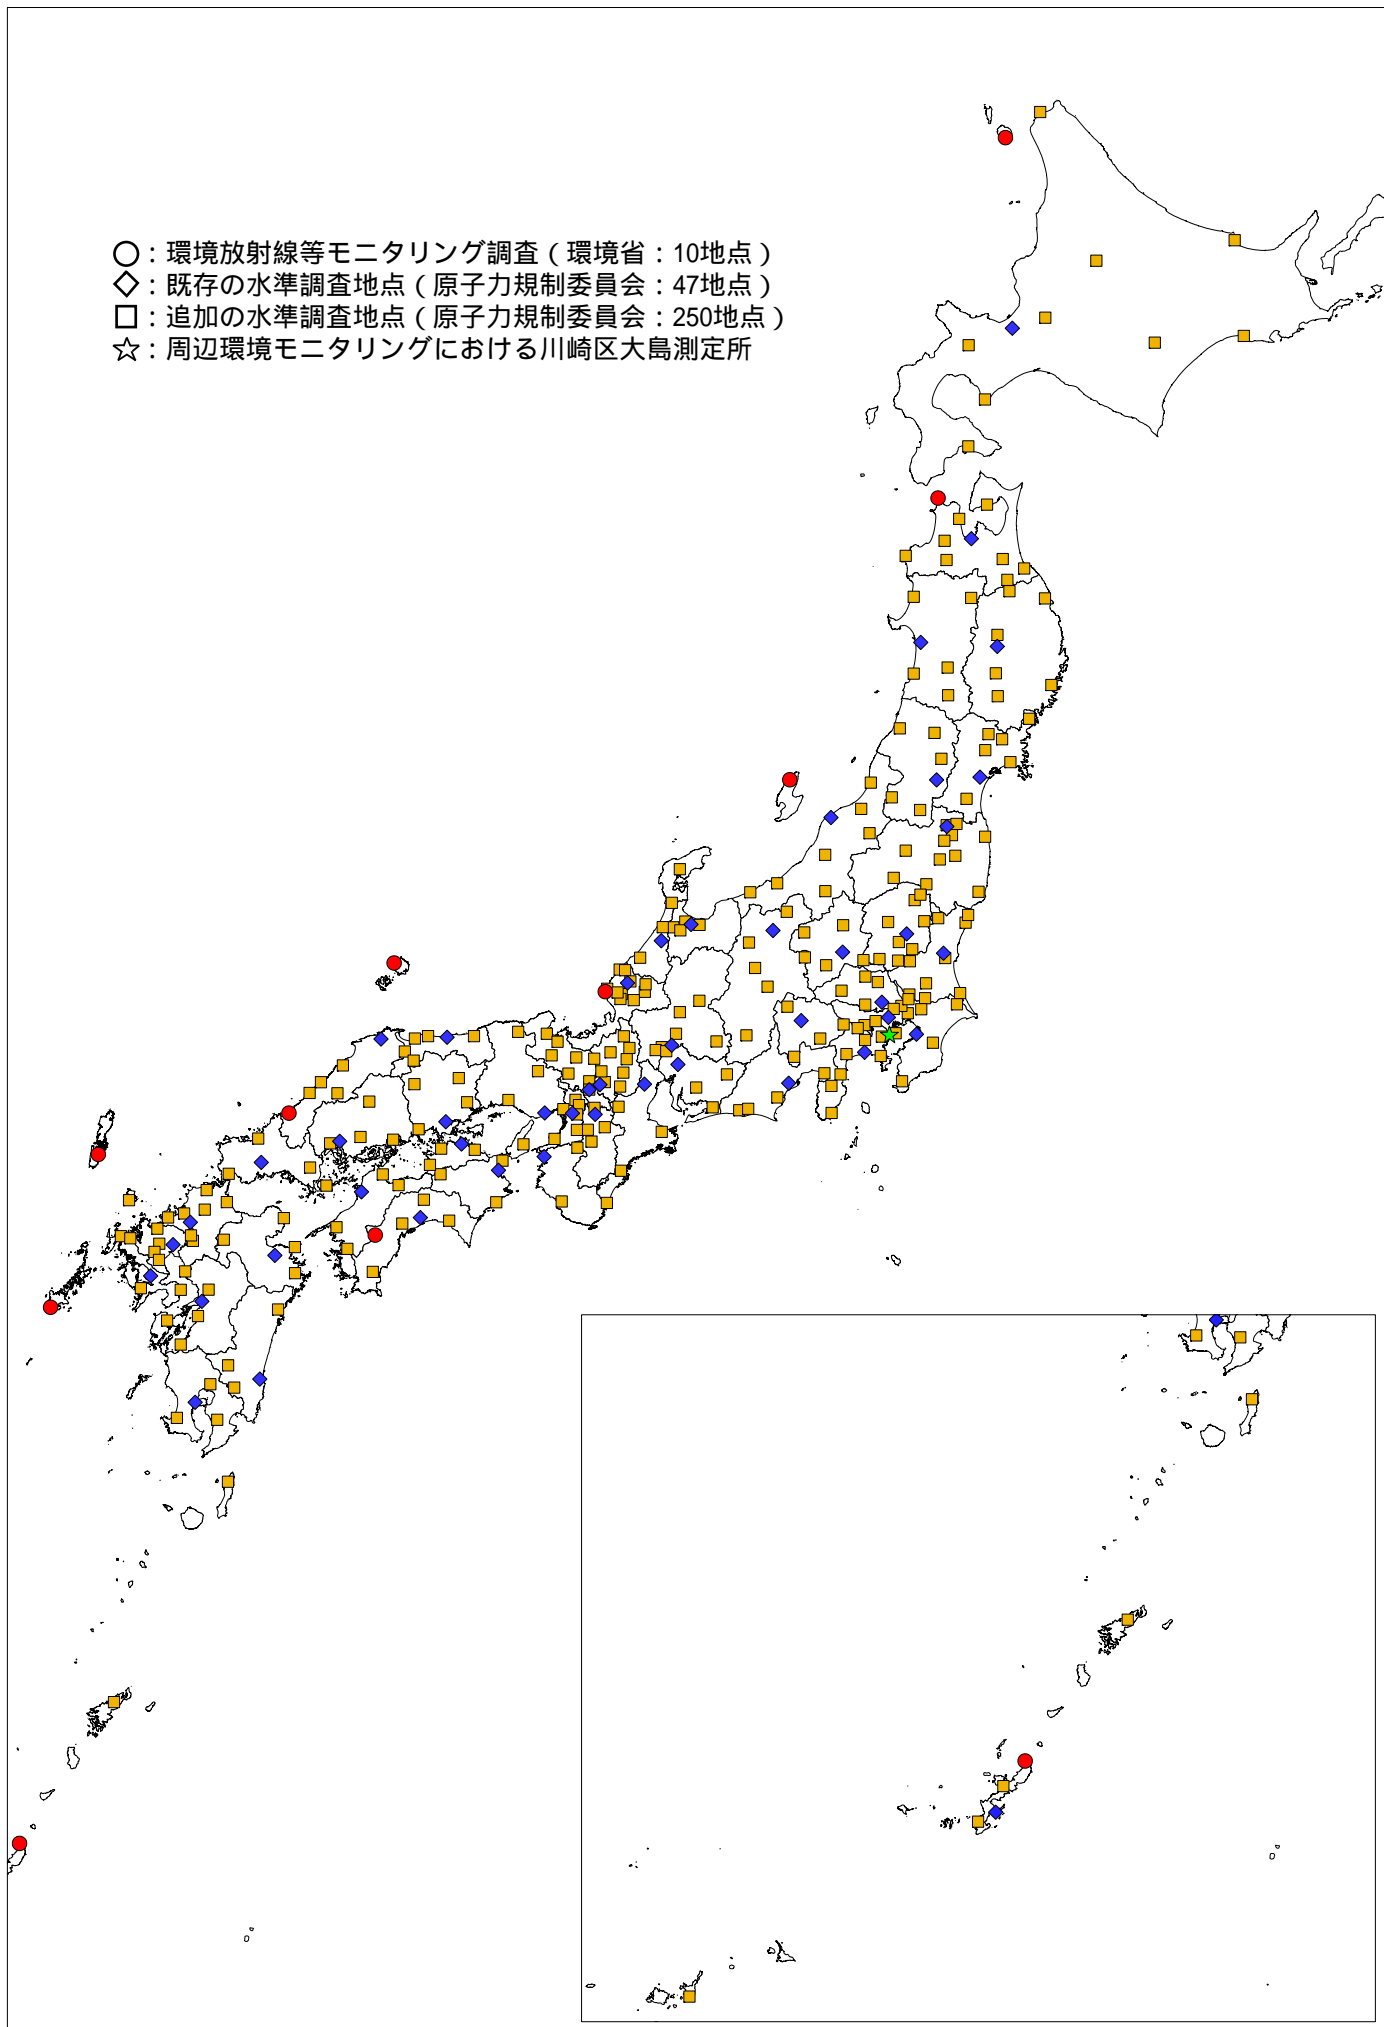 ○：環境放射線等モニタリング調査（環境省：10地点）
◇：既存の水準調査地点（原子力規制委員会：47地点）
□：追加の水準調査地点（原子力規制委員会：250地点）
☆：周辺環境モニタリングにおける川崎区大島測定所